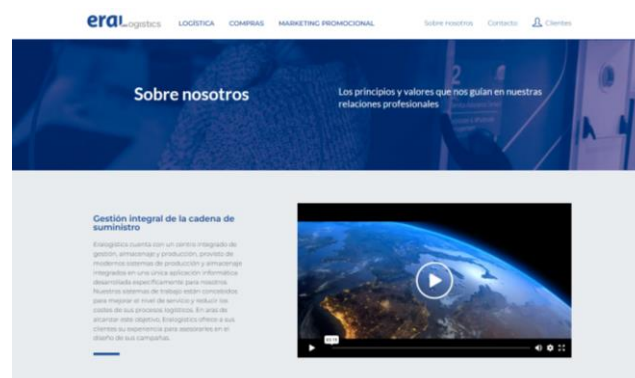 eraLogistics LOGÍSTICA COMPRAS MARKETING PROMOCIONAL Sobre nosotros Contacto Clientes
Sobre nosotros
Los principios y valores que nos guían en nuestras
relaciones profesionales
2
Gestión integral de la cadena de
suministro
Eralogistics cuenta con un centro integrado de
gestión, almacenaje y producción, provisto de
modernos sistemas de producción y almacenaje
integrados en una única aplicación informática
desarrollada específicamente para nosotros.
Nuestros sistemas de trabajo están concebidos
para mejorar el nivel de servicio y reducir los
costes de sus procesos logísticos. En aras de
alcanzar este objetivo, Eralogistics ofrece a sus
clientes su experiencia para asesorarles en el
diseño de sus campañas.